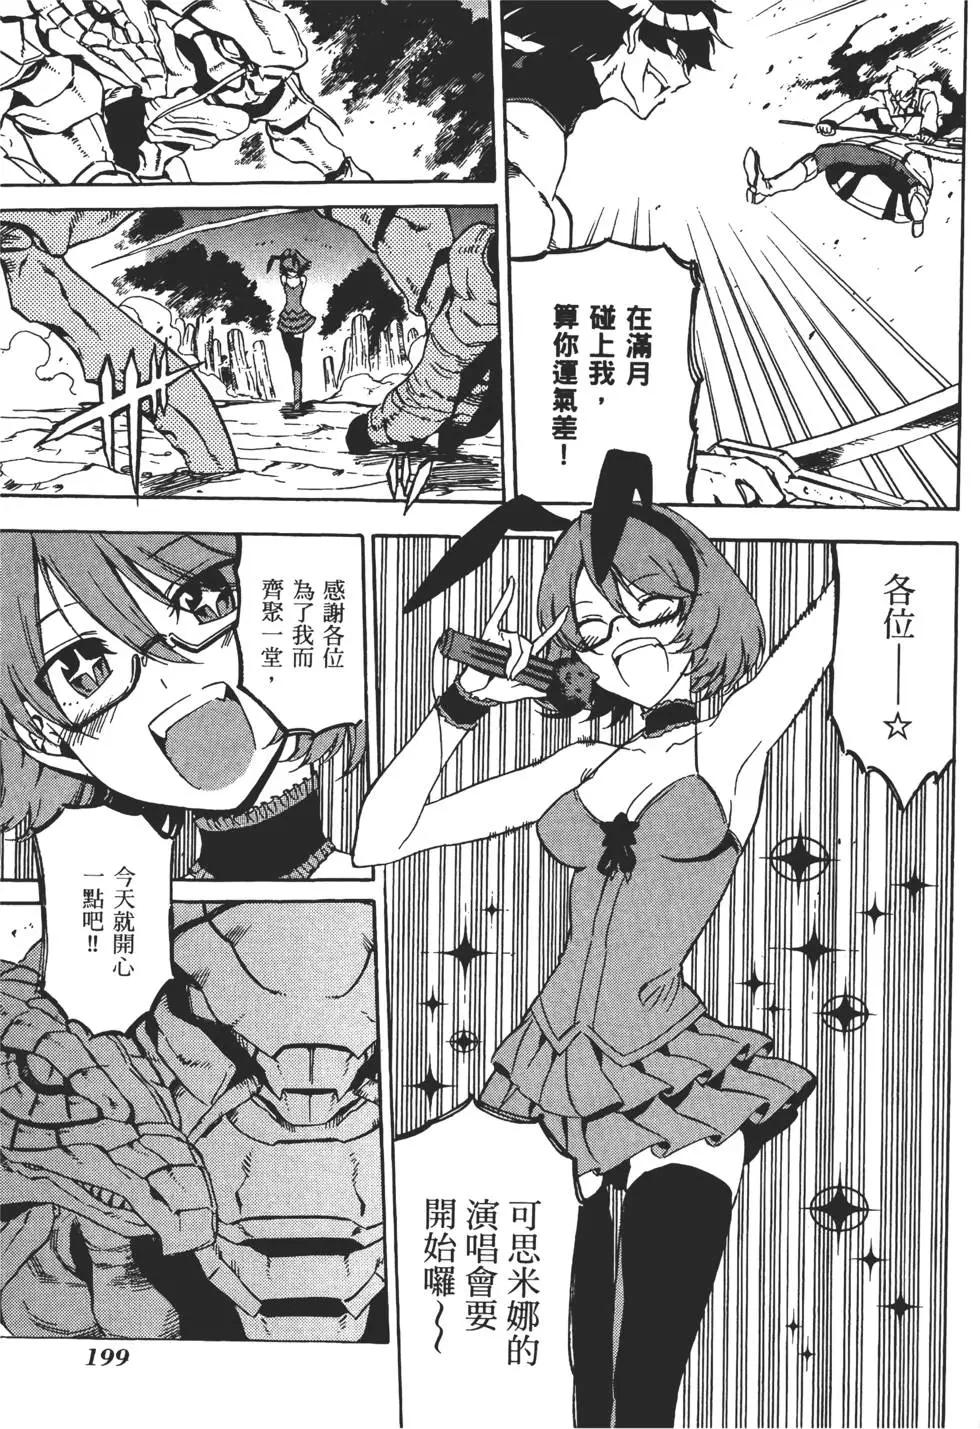 在滿月
碰上我，
算你運氣差！
各位——☆
可思米娜的
演唱會要
開始囉～～
感謝各位
為了我而
齊聚一堂，
今天就開心
一點吧!!
199